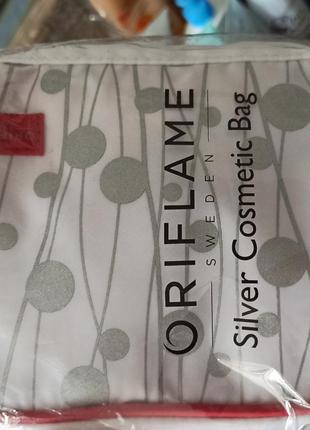 ORIFLAME
SWEDEN
Silver Cosmetic Bag